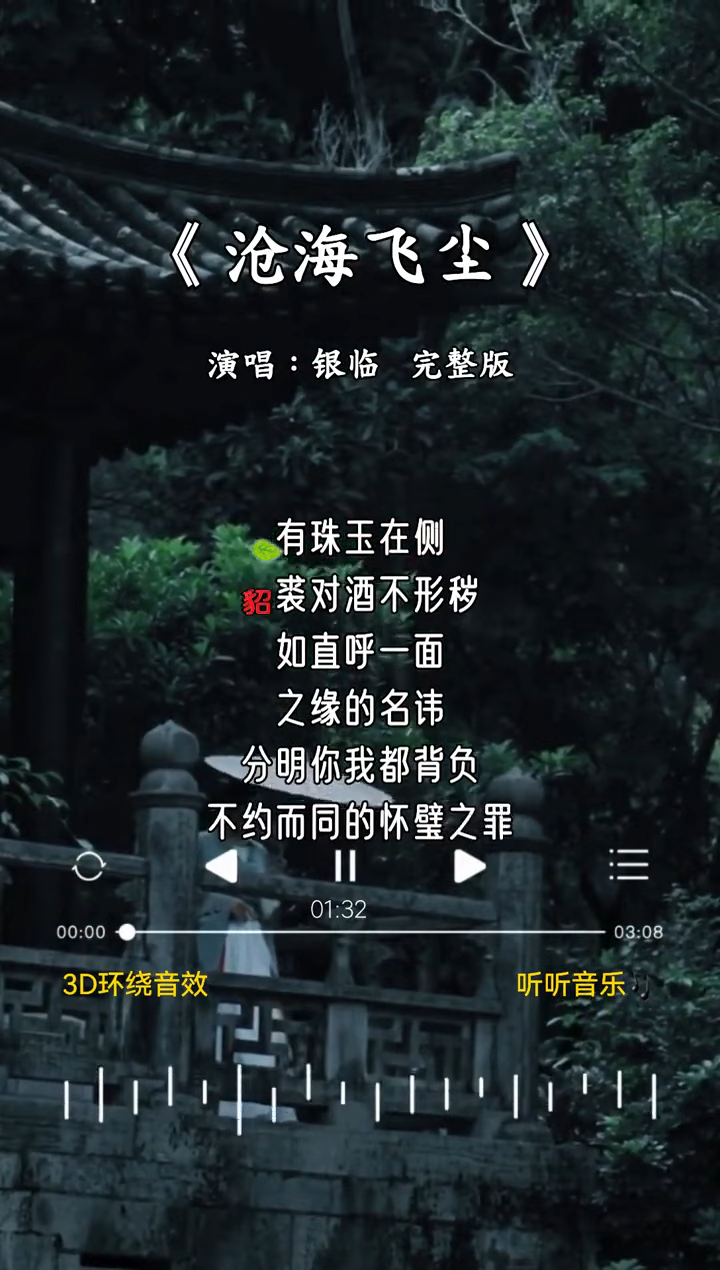 《沧海飞尘》
演唱：银临 完整版
有珠玉在侧
貂裘对酒不形秽
如直呼一面
之缘的名讳
分明你我都背负
不约而同的怀璧之罪
01:32
00:00 03:08
3D环绕音效 听听音乐